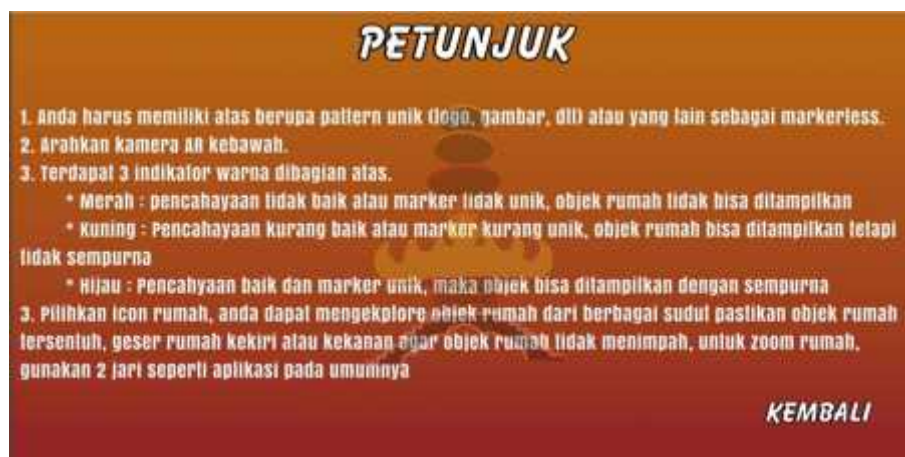 PETUNJUK
1. Anda harus memiliki alas berupa pattern unik (logo, gambar, dll) atau yang lain sebagai markerless.
2. Arahkan kamera AR kebawah.
3. Terdapat 3 indikator warna dibagian atas.
* Merah : pencahayaan tidak baik atau marker tidak unik, objek rumah tidak bisa ditampilkan
* Kuning : Pencahayaan kurang baik atau marker kurang unik, objek rumah bisa ditampilkan tetapi
tidak sempurna
* Hijau : Pencahyaan baik dan marker unik, maka objek bisa ditampilkan dengan sempurna
3. Pilihkan icon rumah, anda dapat mengekplore objek rumah dari berbagai sudut pastikan objek rumah
tersentuh, geser rumah kekiri atau kekanan agar objek rumah tidak menimpah, untuk zoom rumah,
gunakan 2 jari seperti aplikasi pada umumnya
KEMBALI